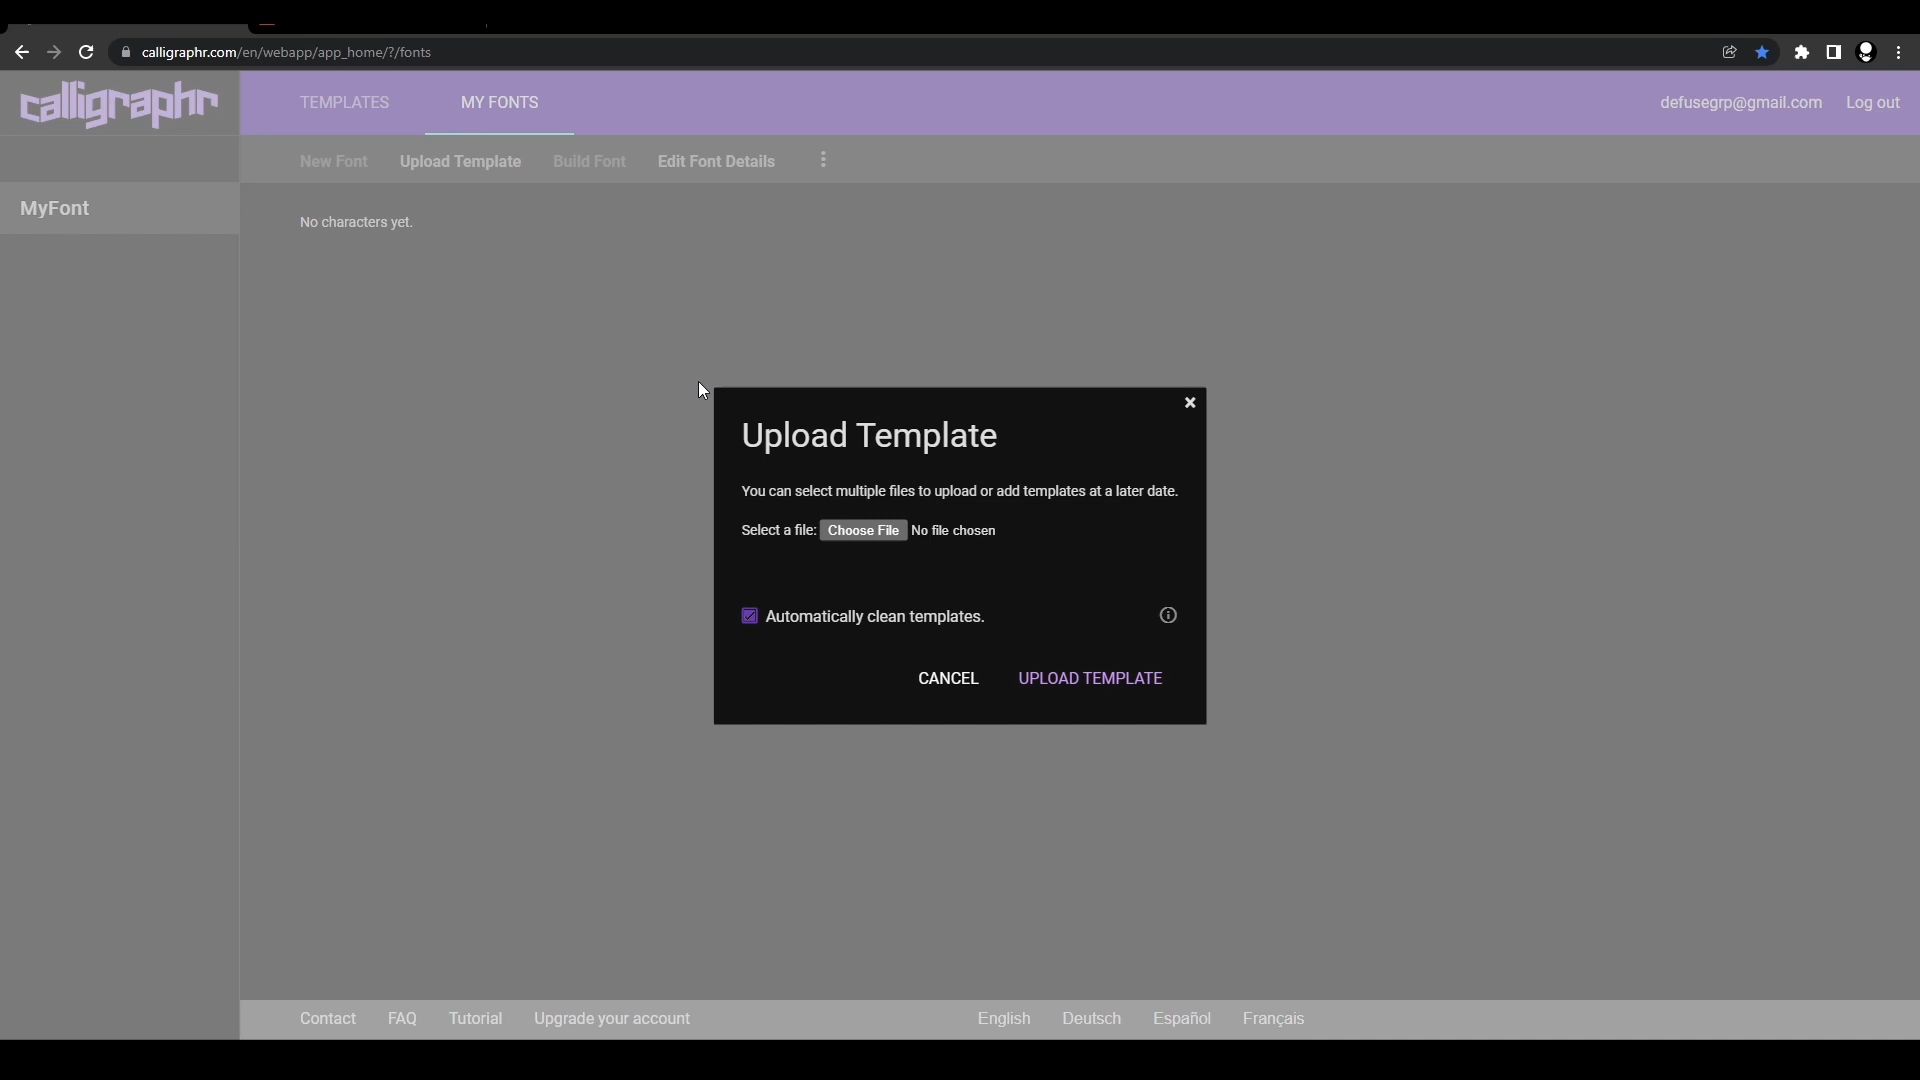 calligraphr.com/en/webapp/app_home/?/fonts
calligraphr
TEMPLATES MY FONTS defusegrp@gmail.com Log out
New Font Upload Template Build Font Edit Font Details
MyFont
No characters yet.
Upload Template
You can select multiple files to upload or add templates at a later date.
Select a file: Choose File No file chosen
Automatically clean templates.
CANCEL UPLOAD TEMPLATE
Contact FAQ Tutorial Upgrade your account English Deutsch Español Français